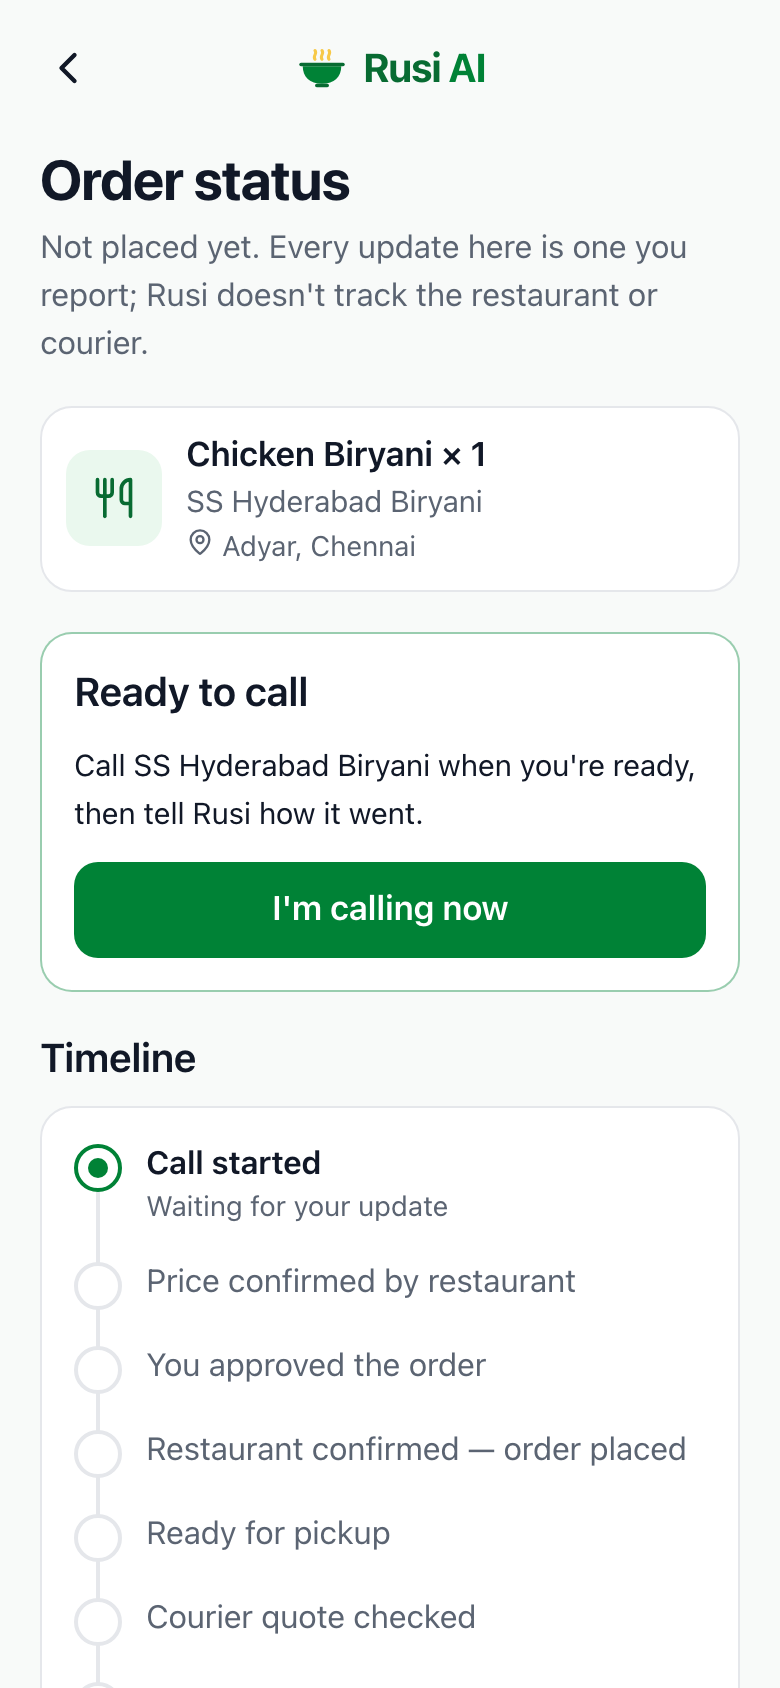 Rusi AI
Order status
Not placed yet. Every update here is one you
report; Rusi doesn't track the restaurant or
courier.
Chicken Biryani × 1
SS Hyderabad Biryani
Adyar, Chennai
Ready to call
Call SS Hyderabad Biryani when you're ready,
then tell Rusi how it went.
I'm calling now
Timeline
Call started
Waiting for your update
Price confirmed by restaurant
You approved the order
Restaurant confirmed — order placed
Ready for pickup
Courier quote checked